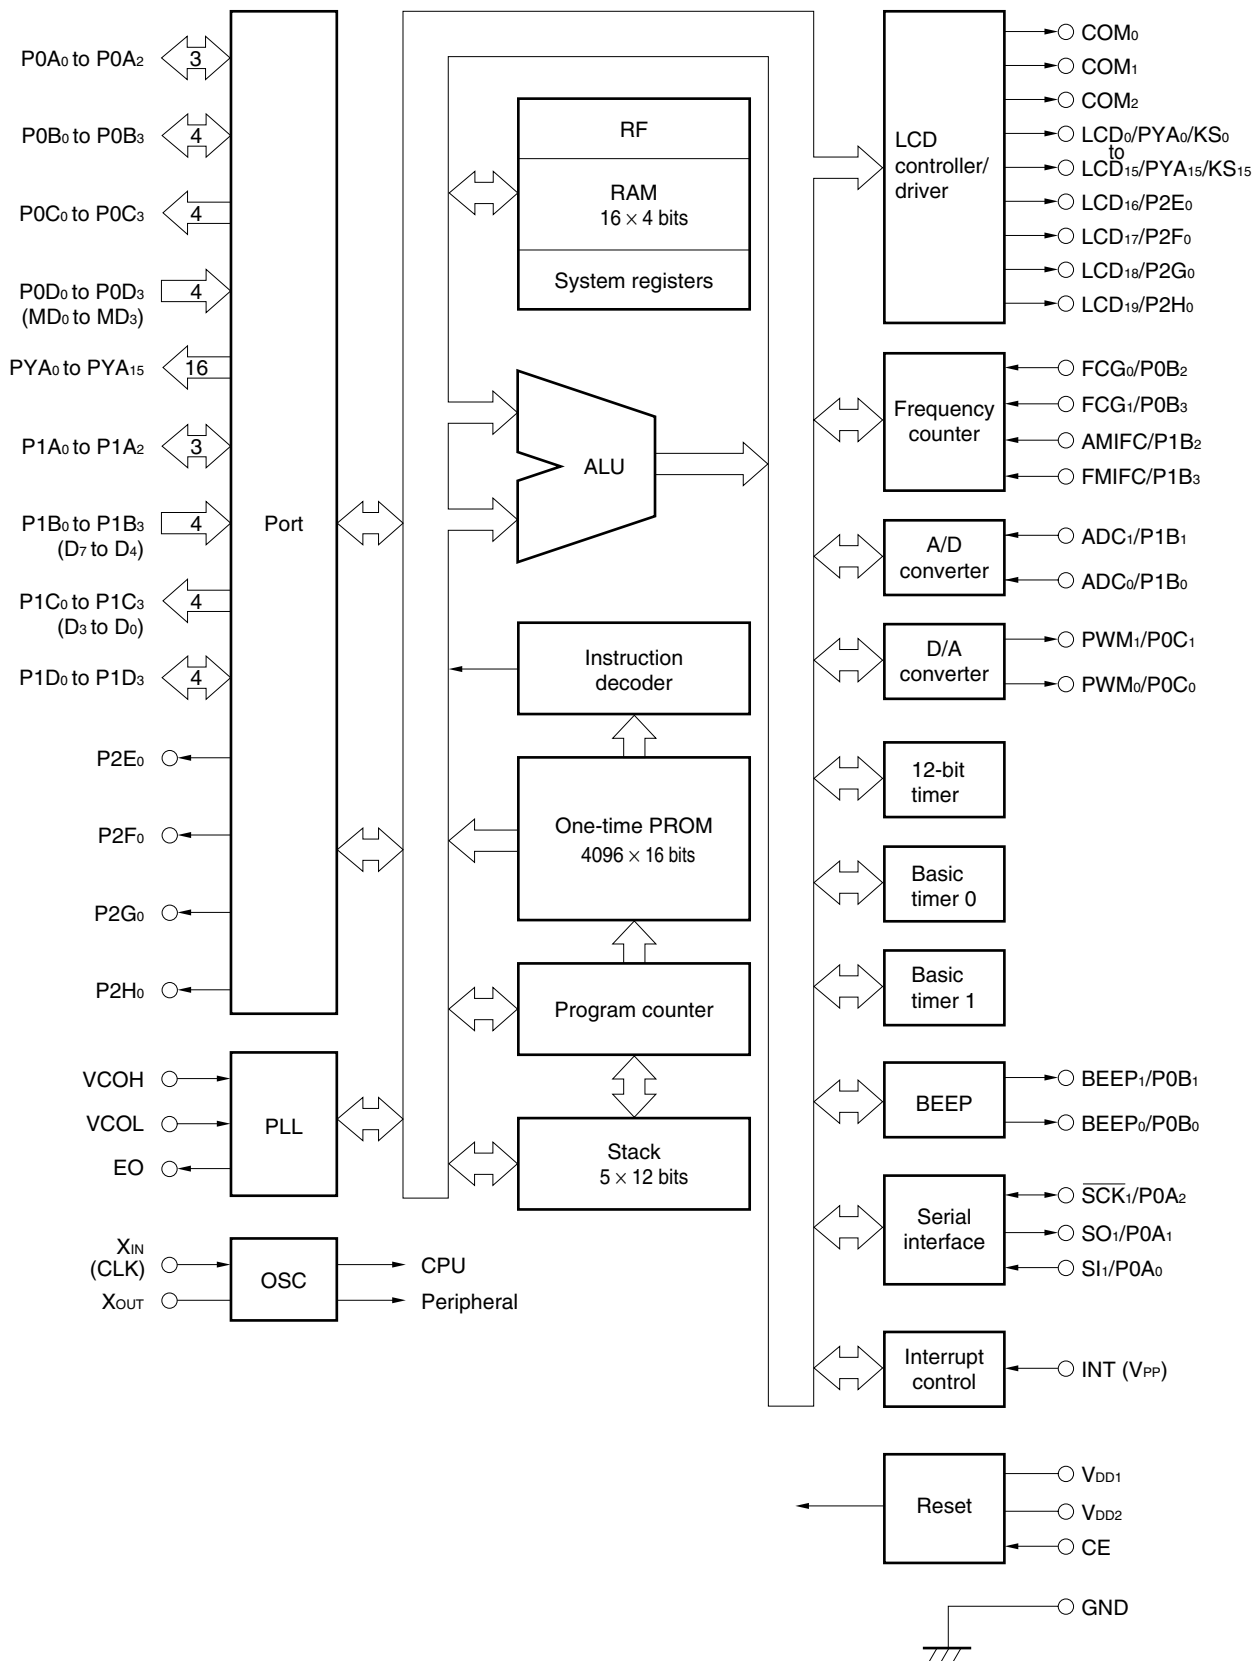 P0A₀ to P0A₂
3
P0B₀ to P0B₃
4
P0C₀ to P0C₃
4
P0D₀ to P0D₃
(MD₀ to MD₃)
4
PYA₀ to PYA₁₅
16
P1A₀ to P1A₂
3
P1B₀ to P1B₃
(D₇ to D₄)
4
P1C₀ to P1C₃
(D₃ to D₀)
4
P1D₀ to P1D₃
4
P2E₀
P2F₀
P2G₀
P2H₀
Port
VCOH
VCOL
EO
PLL
XIN
(CLK)
XOUT
OSC
CPU
Peripheral
RF
RAM
16 × 4 bits
System registers
ALU
Instruction
decoder
One-time PROM
4096 × 16 bits
Program counter
Stack
5 × 12 bits
LCD
controller/
driver
COM₀
COM₁
COM₂
LCD₀/PYA₀/KS₀
to
LCD₁₅/PYA₁₅/KS₁₅
LCD₁₆/P2E₀
LCD₁₇/P2F₀
LCD₁₈/P2G₀
LCD₁₉/P2H₀
Frequency
counter
FCG₀/P0B₂
FCG₁/P0B₃
AMIFC/P1B₂
FMIFC/P1B₃
A/D
converter
ADC₁/P1B₁
ADC₀/P1B₀
D/A
converter
PWM₁/P0C₁
PWM₀/P0C₀
12-bit
timer
Basic
timer 0
Basic
timer 1
BEEP
BEEP₁/P0B₁
BEEP₀/P0B₀
Serial
interface
S̅C̅K̅₁/P0A₂
SO₁/P0A₁
SI₁/P0A₀
Interrupt
control
INT (VPP)
Reset
VDD1
VDD2
CE
GND